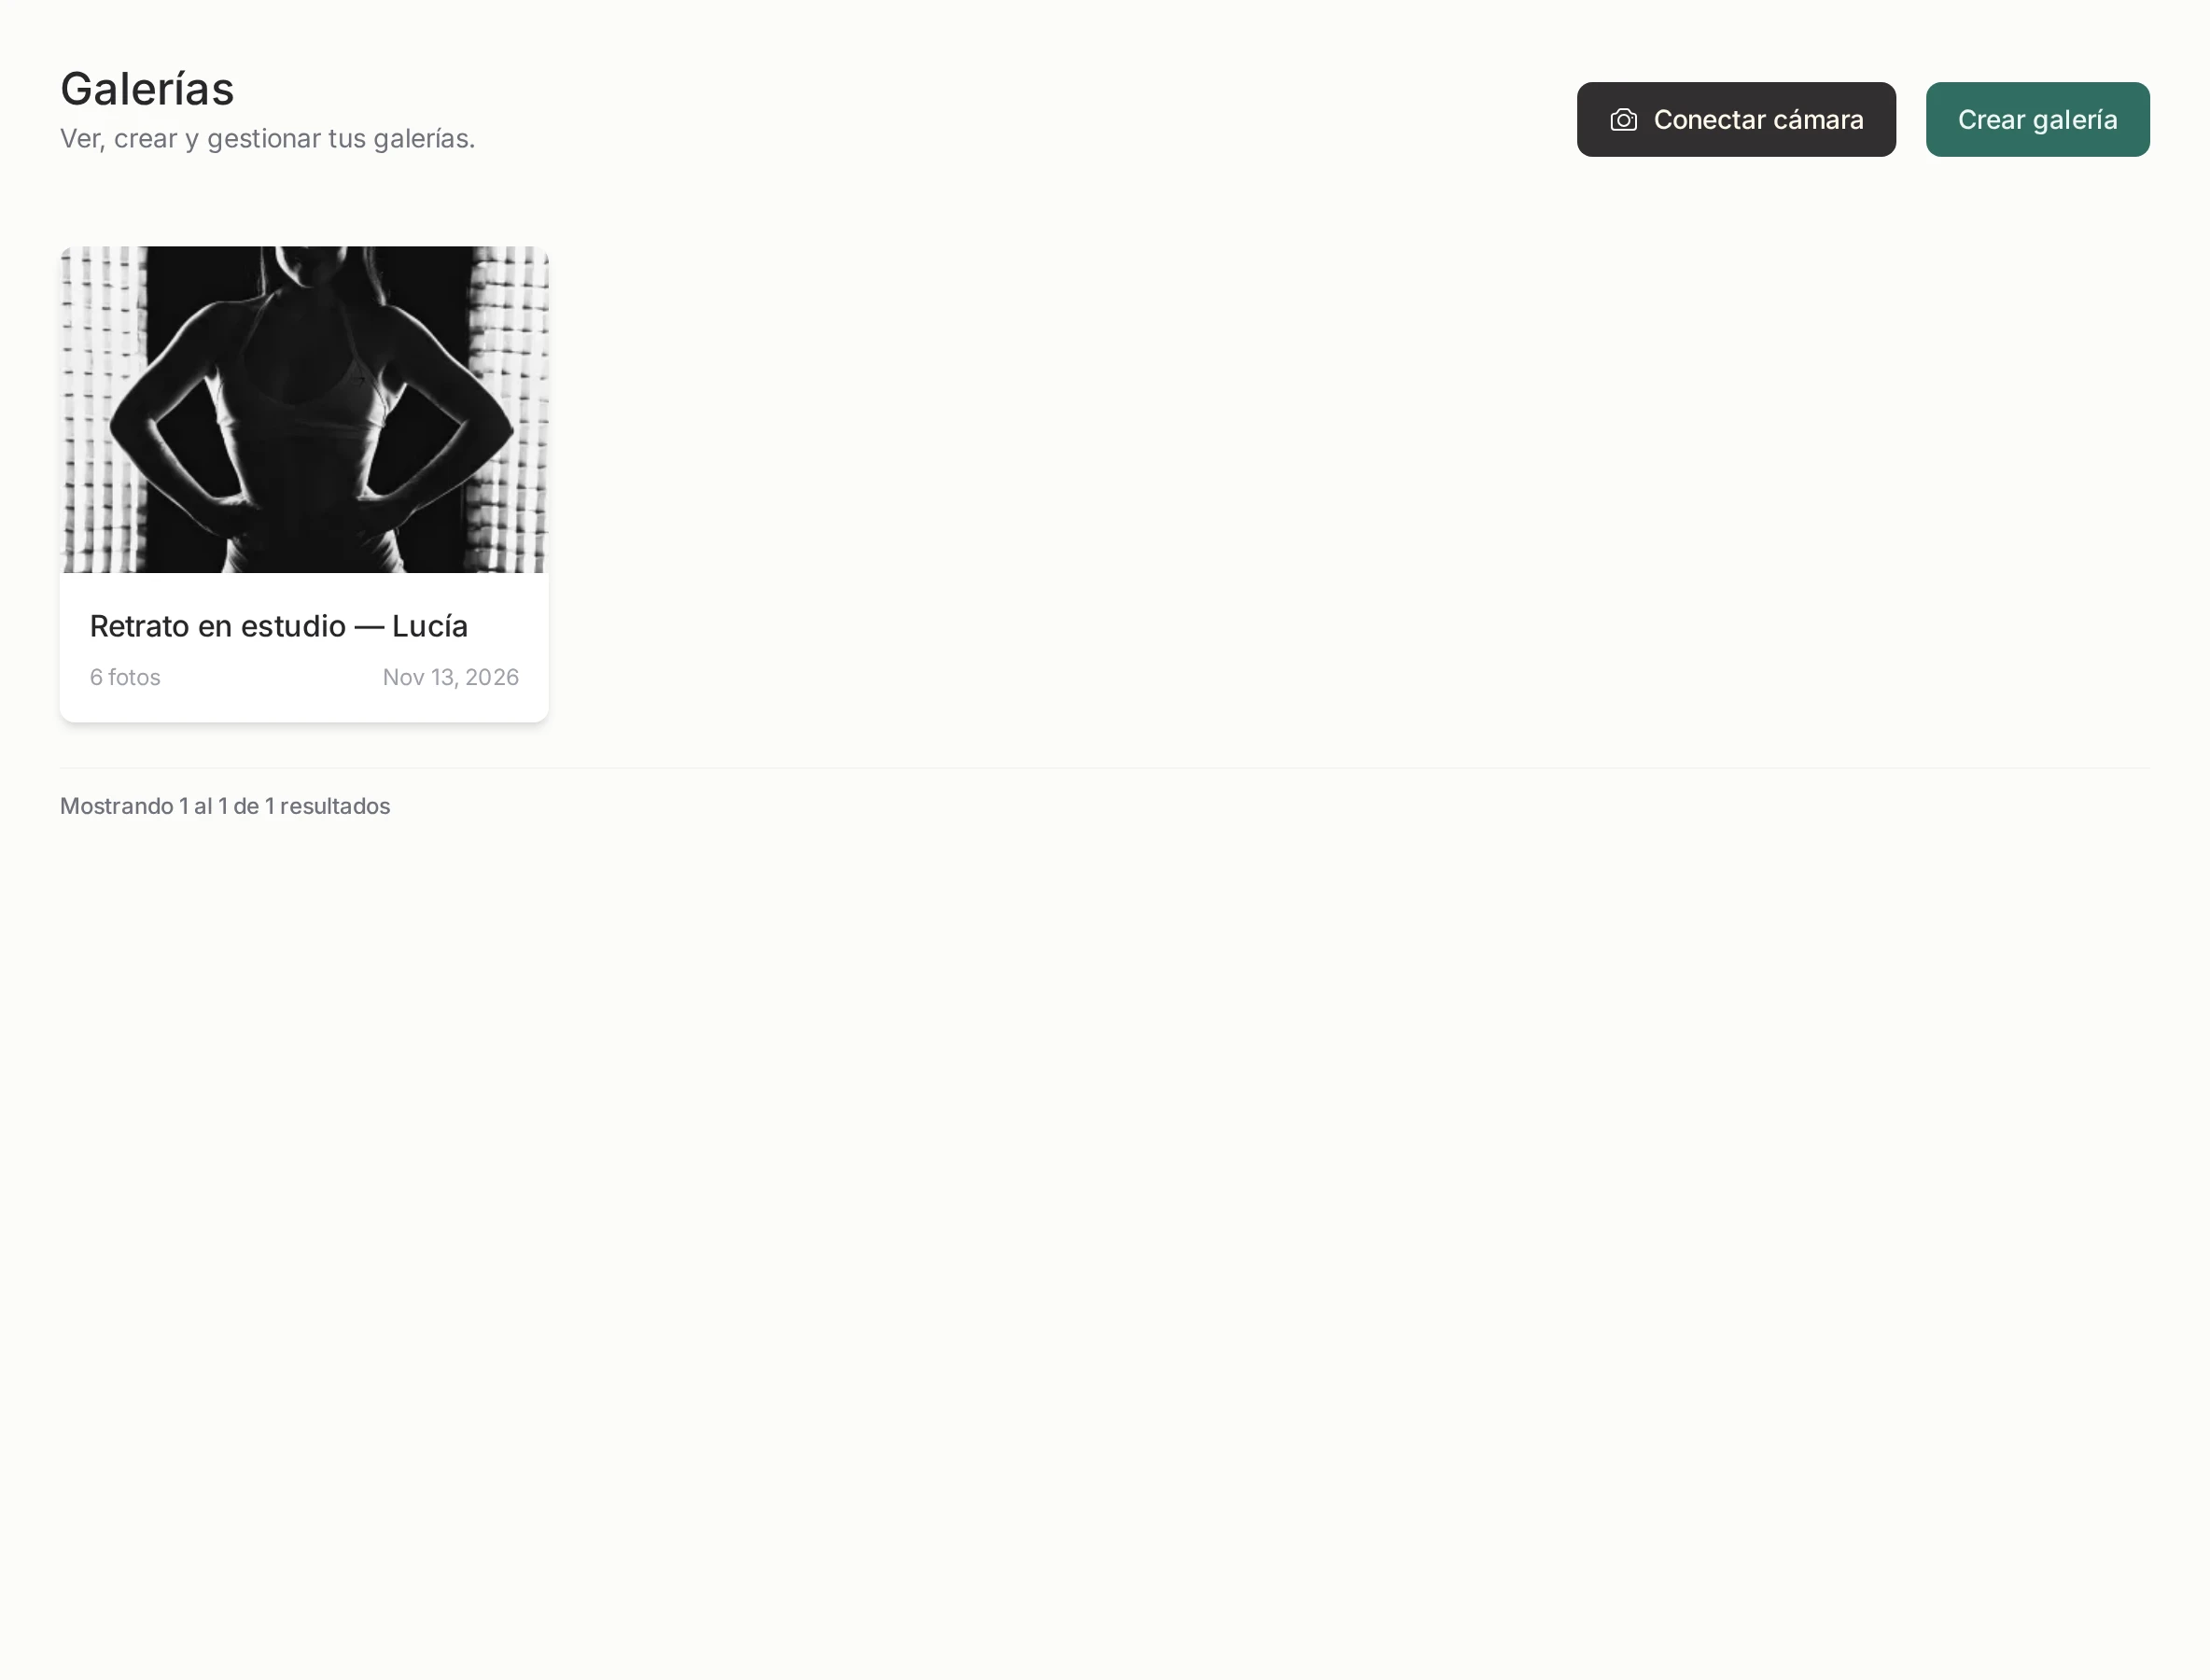 Galerías
Ver, crear y gestionar tus galerías.
Conectar cámara
Crear galería
Retrato en estudio — Lucía
6 fotos
Nov 13, 2026
Mostrando 1 al 1 de 1 resultados